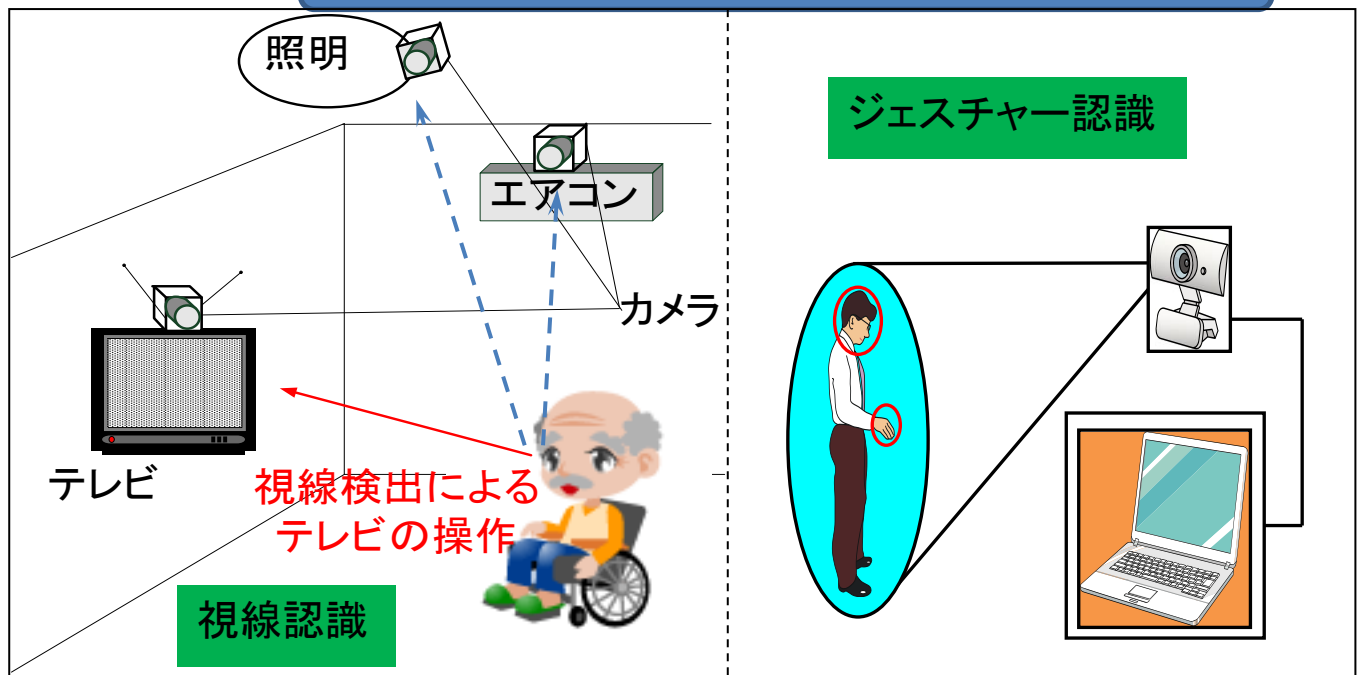 照明
エアコン
カメラ
テレビ
視線検出による
テレビの操作
視線認識
ジェスチャー認識